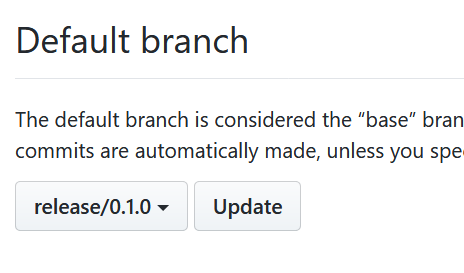 Default branch
The default branch is considered the “base” bran
commits are automatically made, unless you spe
release/0.1.0
Update